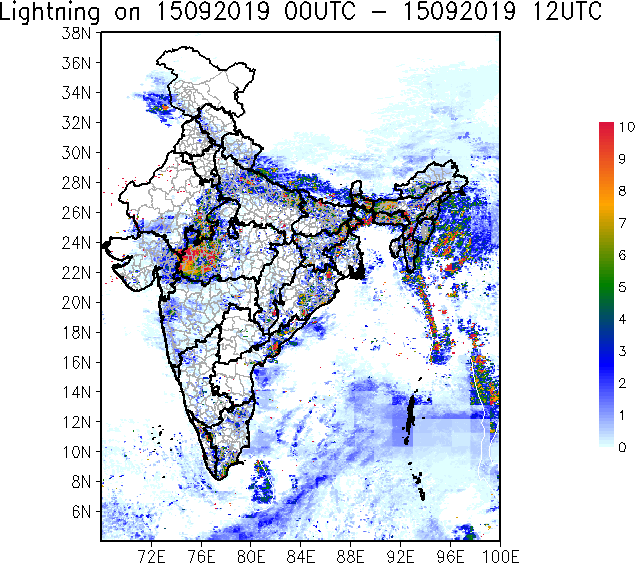 Lightning on 15092019 00UTC – 15092019 12UTC
38N
36N
34N
32N
30N
28N
26N
24N
22N
20N
18N
16N
14N
12N
10N
8N
6N
72E 76E 80E 84E 88E 92E 96E 100E
10
9
8
7
6
5
4
3
2
1
0